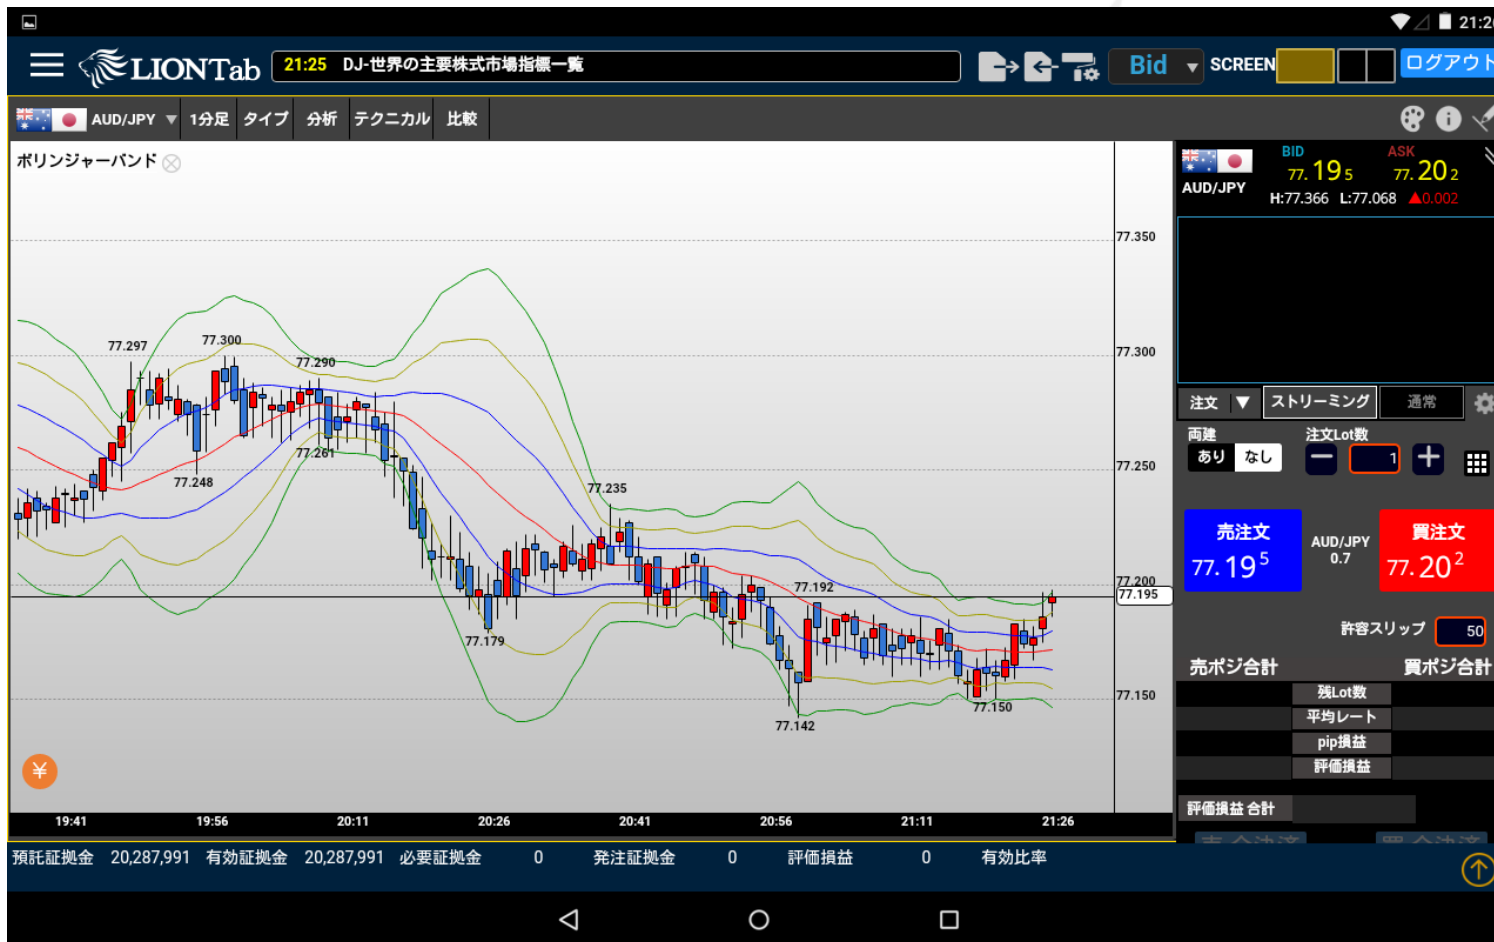 LIONTab
21:25 DJ-世界の主要株式市場指標一覧
Bid
SCREEN
ログアウト
AUD/JPY
1分足
タイプ
分析
テクニカル
比較
ボリンジャーバンド
77.350
77.300
77.250
77.200
77.195
77.150
77.297
77.300
77.290
77.261
77.248
77.235
77.179
77.192
77.142
77.150
¥
19:41 19:56 20:11 20:26 20:41 20:56 21:11 21:26
AUD/JPY
BID
77.195
ASK
77.202
H:77.366 L:77.068 ▲0.002
注文 ▼
ストリーミング
通常
両建
あり なし
注文Lot数
1
売注文
77.195
AUD/JPY
0.7
買注文
77.202
許容スリップ 50
売ポジ合計
買ポジ合計
残Lot数
平均レート
pip損益
評価損益
評価損益合計
預託証拠金 20,287,991 有効証拠金 20,287,991 必要証拠金 0 発注証拠金 0 評価損益 0 有効比率